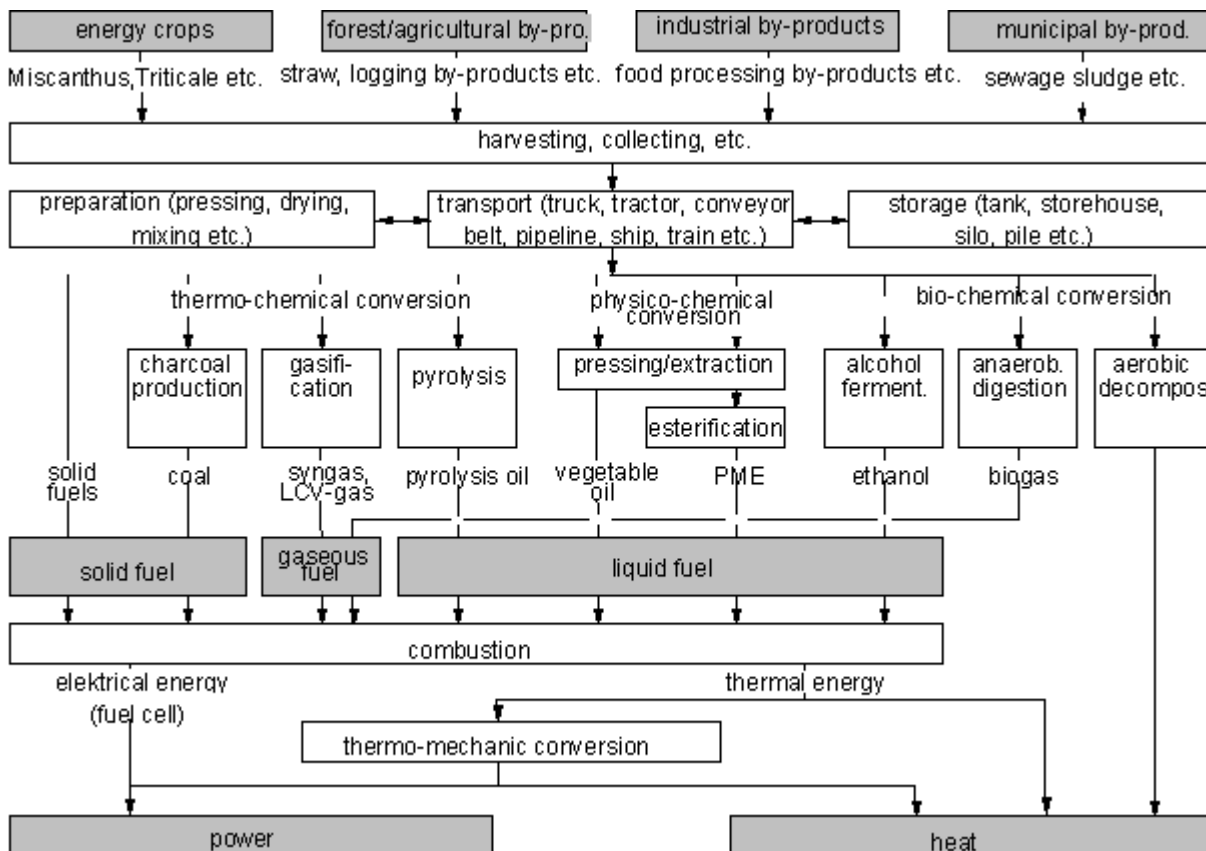 energy crops
forest/agricultural by-pro.
industrial by-products
municipal by-prod.
Miscanthus,Triticale etc.
straw, logging by-products etc.
food processing by-products etc.
sewage sludge etc.
harvesting, collecting, etc.
preparation (pressing, drying,
mixing etc.)
transport (truck, tractor, conveyor
belt, pipeline, ship, train etc.)
storage (tank, storehouse,
silo, pile etc.)
thermo-chemical conversion
physico-chemical
conversion
bio-chemical conversion
charcoal
production
gasifi-
cation
pyrolysis
pressing/extraction
esterification
alcohol
ferment.
anaerob.
digestion
aerobic
decompos
solid
fuels
coal
syngas,
LCV-gas
pyrolysis oil
vegetable
oil
PME
ethanol
biogas
solid fuel
gaseous
fuel
liquid fuel
combustion
elektrical energy
(fuel cell)
thermal energy
thermo-mechanic conversion
power
heat